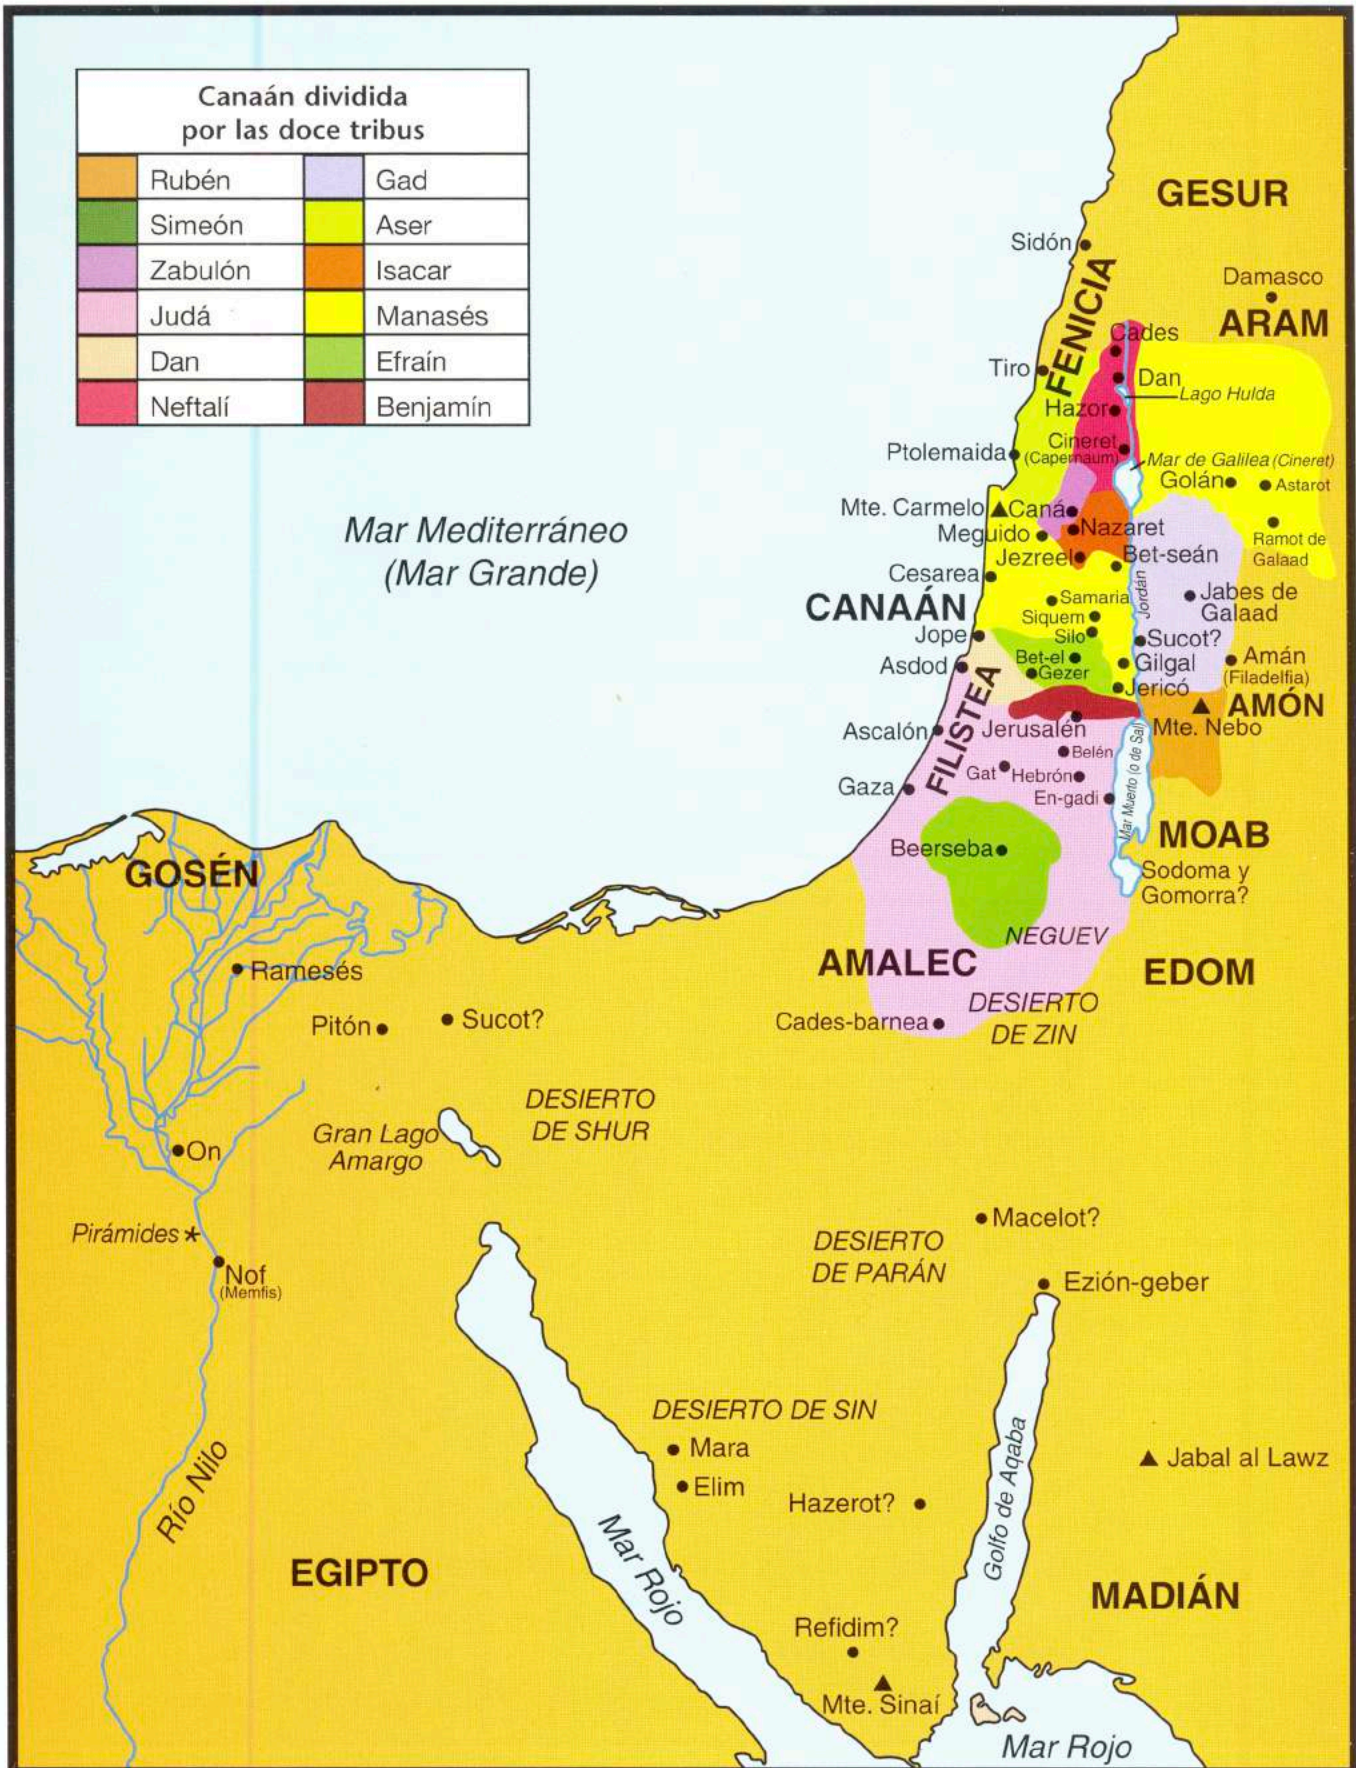 Canaán dividida
por las doce tribus
Rubén
Gad
Simeón
Aser
Zabulón
Isacar
Judá
Manasés
Dan
Efraín
Neftalí
Benjamín
GESUR
Sidón
FENICIA
Damasco
ARAM
Cades
Tiro
Dan
Lago Hulda
Hazor
Cineret
(Capernaum)
Ptolemaida
Mar de Galilea (Cineret)
Golán
Astarot
Mte. Carmelo
Caná
Nazaret
Meguido
Ramot de
Galaad
Jezreel
Bet-seán
Mar Mediterráneo
(Mar Grande)
Cesarea
Jordán
CANAÁN
Samaria
Jabes de
Galaad
Siquem
Silo
Jope
Sucot?
Bet-el
Asdod
Gezer
Gilgal
Amán
(Filadelfia)
Jericó
FILISTEA
AMÓN
Mte. Nebo
Ascalón
Jerusalén
Belén
Gat
Hebrón
Gaza
En-gadi
Mar Muerto (o de Sal)
MOAB
Beerseba
Sodoma y
Gomorra?
GOSÉN
NEGUEV
AMALEC
EDOM
Ramesés
DESIERTO
DE ZIN
Pitón
Sucot?
Cades-barnea
DESIERTO
DE SHUR
Gran Lago
Amargo
On
Macelot?
Pirámides *
DESIERTO
DE PARÁN
Nof
(Memfis)
Ezión-geber
DESIERTO DE SIN
Mara
Elim
Jabal al Lawz
Río Nilo
Hazerot?
Golfo de Aqaba
Mar Rojo
EGIPTO
MADIÁN
Refidim?
Mte. Sinaí
Mar Rojo